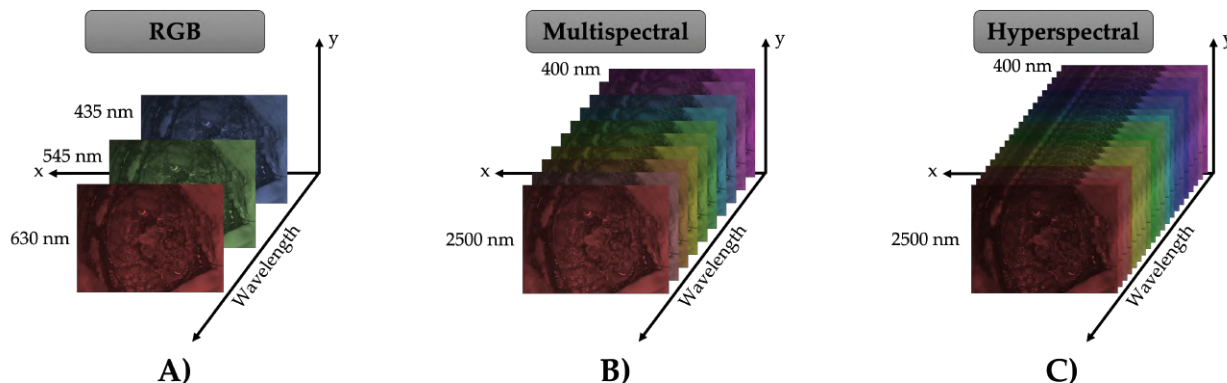 RGB
y
435 nm
545 nm
x
630 nm
Wavelength
A)
Multispectral
y
400 nm
x
2500 nm
Wavelength
B)
Hyperspectral
y
400 nm
x
2500 nm
Wavelength
C)